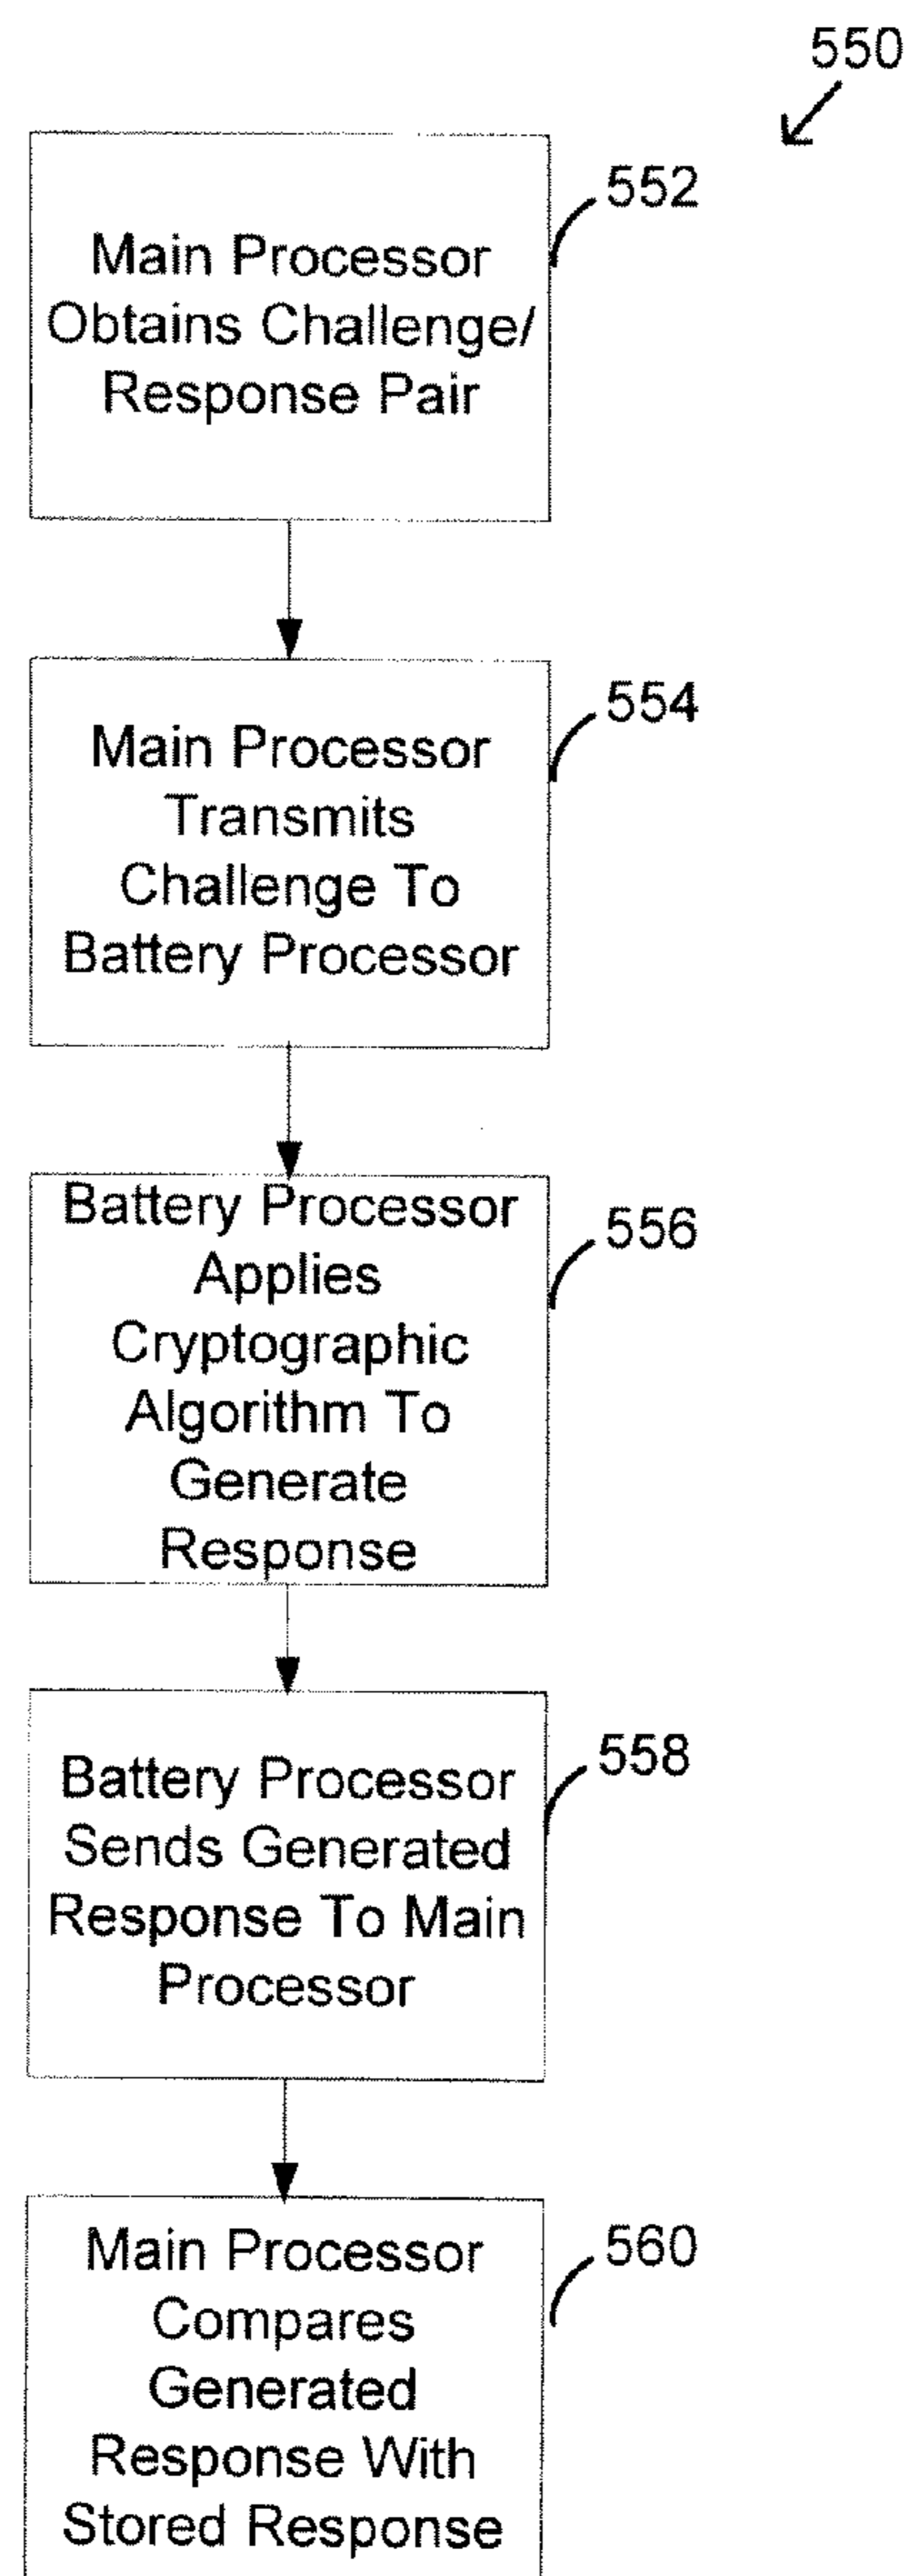 550
552
Main Processor
Obtains Challenge/
Response Pair
554
Main Processor
Transmits
Challenge To
Battery Processor
556
Battery Processor
Applies
Cryptographic
Algorithm To
Generate
Response
558
Battery Processor
Sends Generated
Response To Main
Processor
560
Main Processor
Compares
Generated
Response With
Stored Response